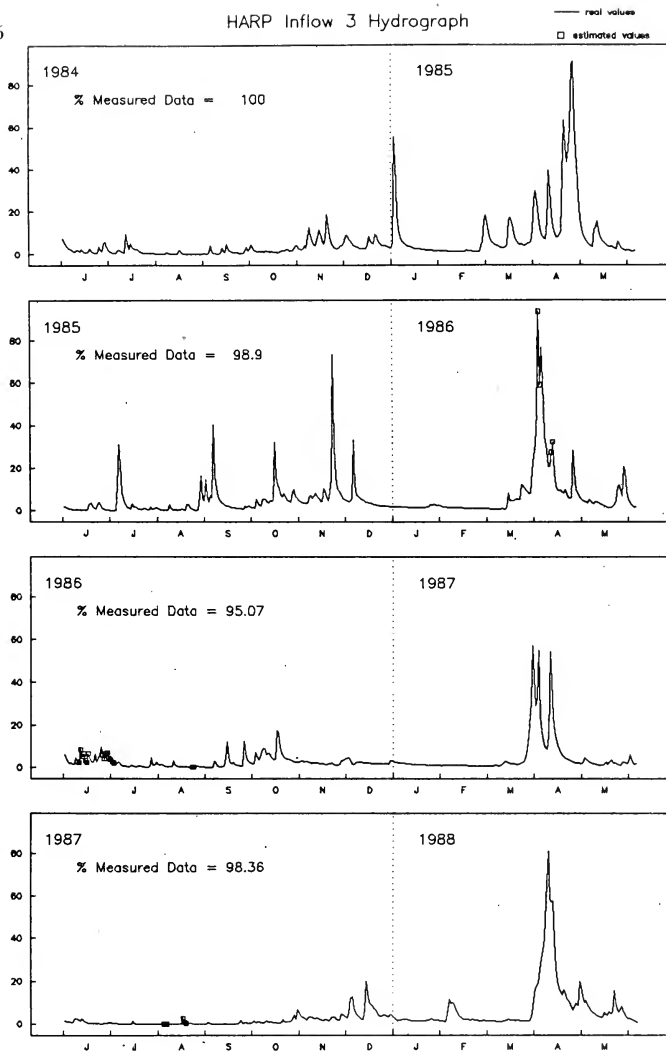 HARP Inflow 3 Hydrograph
real values
estimated values
1984
1985
% Measured Data = 100
80
60
40
20
0
J J A S O N D J F M A M
1985
1986
% Measured Data = 98.9
80
60
40
20
0
J J A S O N D J F M A M
1986
1987
% Measured Data = 95.07
80
60
40
20
0
J J A S O N D J F M A M
1987
1988
% Measured Data = 98.36
80
60
40
20
0
J J A S O N D J F M A M